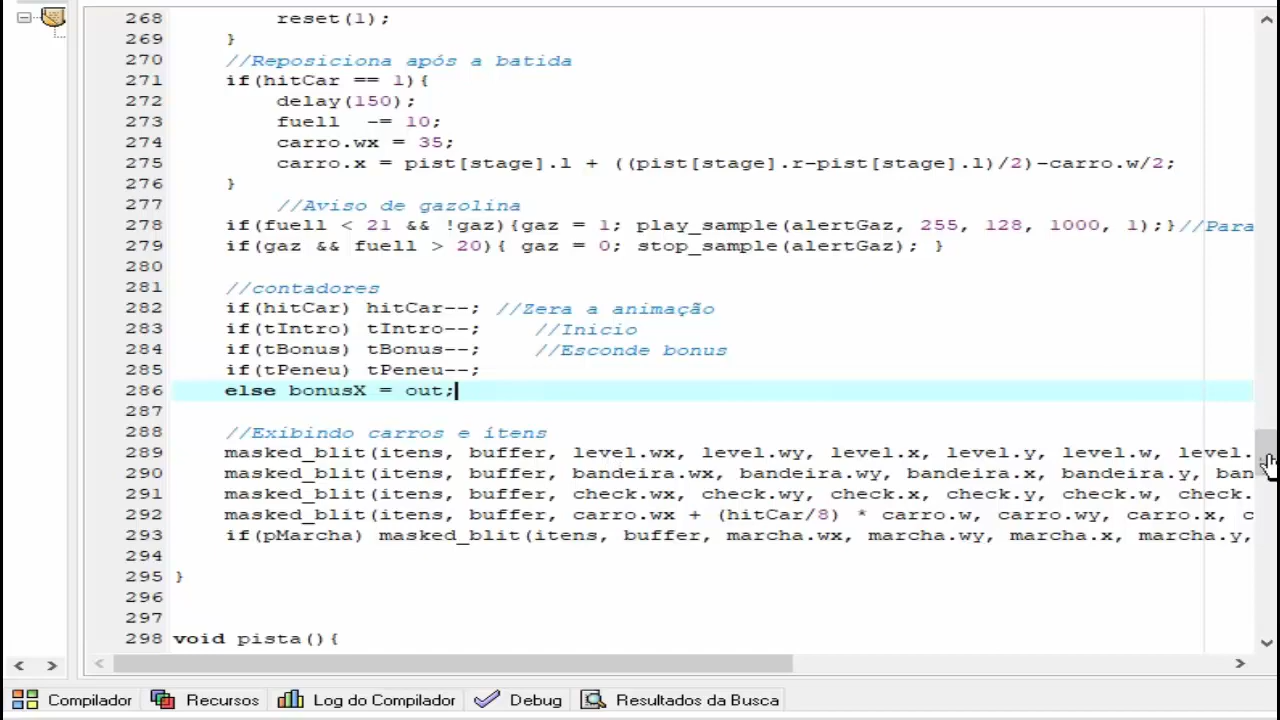 268 reset(1);
269 }
270 //Reposiciona após a batida
271 if(hitCar == 1){
272 delay(150);
273 fuell  -= 10;
274 carro.wx = 35;
275 carro.x = pist[stage].l + ((pist[stage].r-pist[stage].l)/2)-carro.w/2;
276 }
277 //Aviso de gazolina
278 if(fuell < 21 && !gaz){gaz = 1; play_sample(alertGaz, 255, 128, 1000, 1);}//Para
279 if(gaz && fuell > 20){ gaz = 0; stop_sample(alertGaz); }
280
281 //contadores
282 if(hitCar) hitCar--; //Zera a animação
283 if(tIntro) tIntro--; //Inicio
284 if(tBonus) tBonus--; //Esconde bonus
285 if(tPeneu) tPeneu--;
286 else bonusX = out;
287
288 //Exibindo carros e ítens
289 masked_blit(itens, buffer, level.wx, level.wy, level.x, level.y, level.w, level.
290 masked_blit(itens, buffer, bandeira.wx, bandeira.wy, bandeira.x, bandeira.y, ban
291 masked_blit(itens, buffer, check.wx, check.wy, check.x, check.y, check.w, check.
292 masked_blit(itens, buffer, carro.wx + (hitCar/8) * carro.w, carro.wy, carro.x, c
293 if(pMarcha) masked_blit(itens, buffer, marcha.wx, marcha.wy, marcha.x, marcha.y,
294
295 }
296
297
298 void pista(){
Compilador Recursos Log do Compilador Debug Resultados da Busca